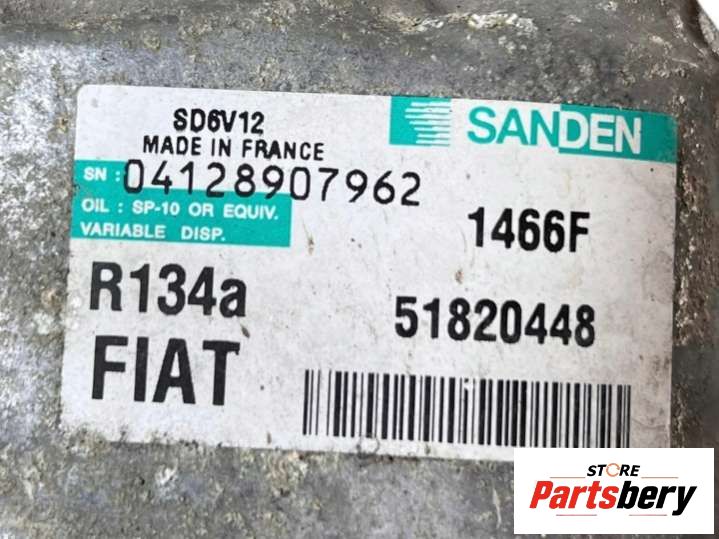 SD6V12
MADE IN FRANCE
SANDEN
SN : 04128907962
OIL : SP-10 OR EQUIV.
VARIABLE DISP.
1466F
R134a
51820448
FIAT
STORE
Partsbery